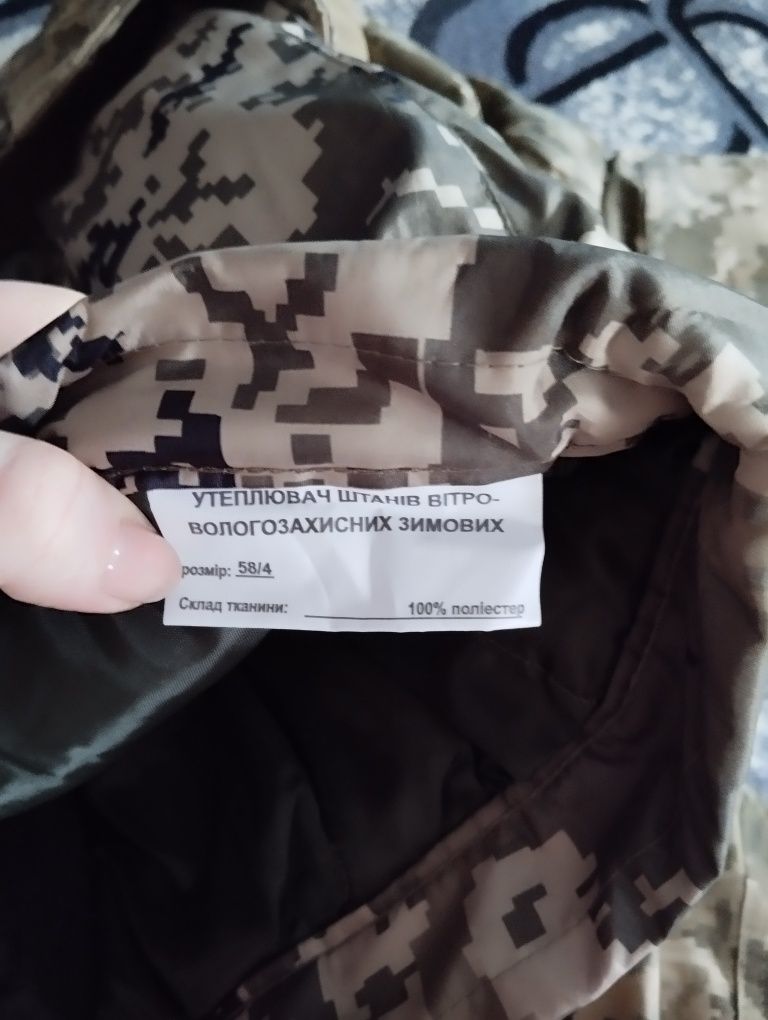 УТЕПЛЮВАЧ ШТАНІВ ВІТРО-
ВОЛОГОЗАХИСНИХ ЗИМОВИХ
розмір: 58/4
Склад тканини: 100% поліестер